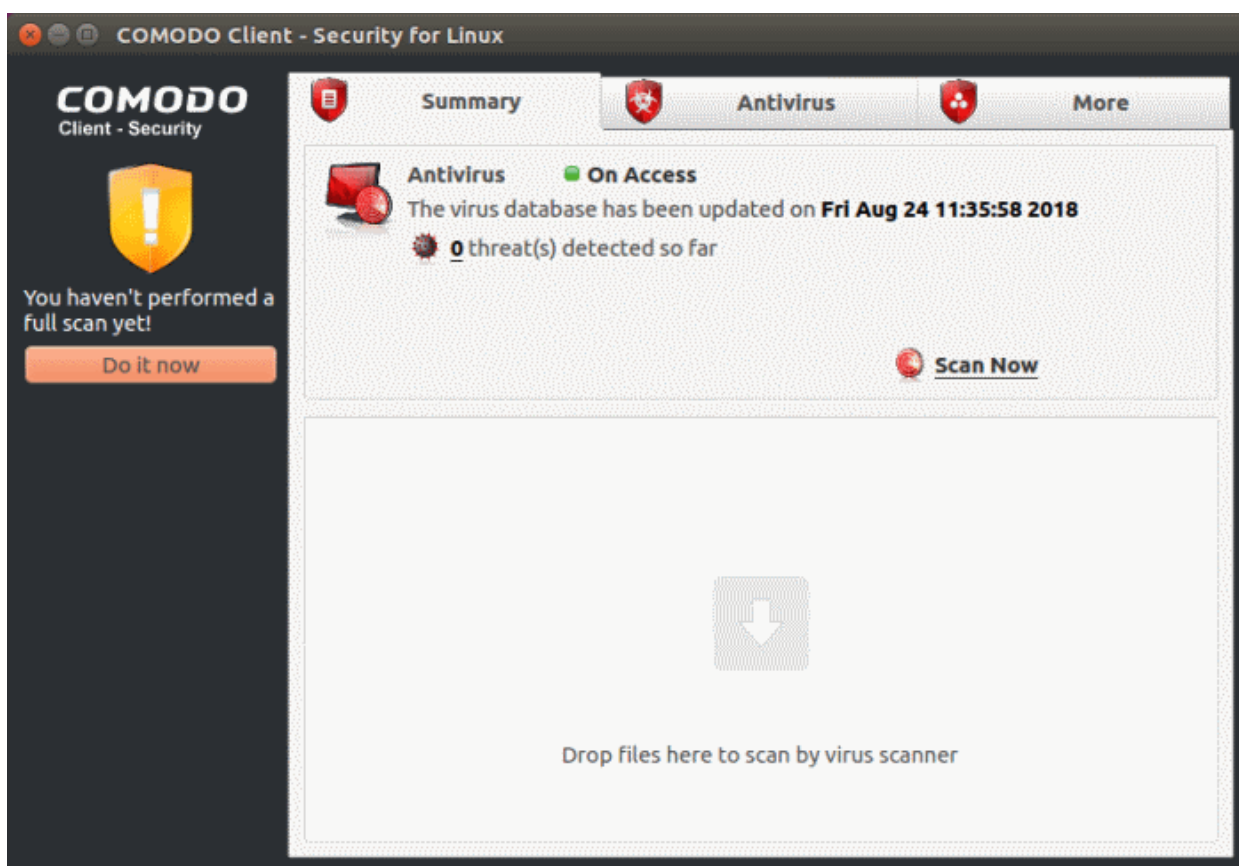 COMODO Client - Security for Linux
COMODO
Client - Security
You haven't performed a
full scan yet!
Do it now
Summary
Antivirus
More
Antivirus On Access
The virus database has been updated on Fri Aug 24 11:35:58 2018
0 threat(s) detected so far
Scan Now
Drop files here to scan by virus scanner